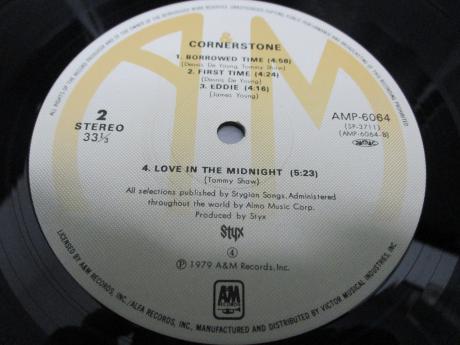 A&M
CORNERSTONE
1. BORROWED TIME (4:58)
(Dennis De Young, Tommy Shaw)
2. FIRST TIME (4:24)
(Dennis De Young)
3. EDDIE (4:16)
(James Young)
2
STEREO
33⅓
AMP-6064
(SP-3711)
(AMP-6064-B)
4. LOVE IN THE MIDNIGHT (5:23)
(Tommy Shaw)
All selections published by Stygian Songs. Administered
throughout the world by Almo Music Corp.
Produced by Styx
Styx
4
℗ 1979 A&M Records, Inc.
A&M
RECORDS
LICENSED BY A&M RECORDS, INC./ALFA RECORDS, INC., MANUFACTURED AND DISTRIBUTED BY VICTOR MUSICAL INDUSTRIES, INC.